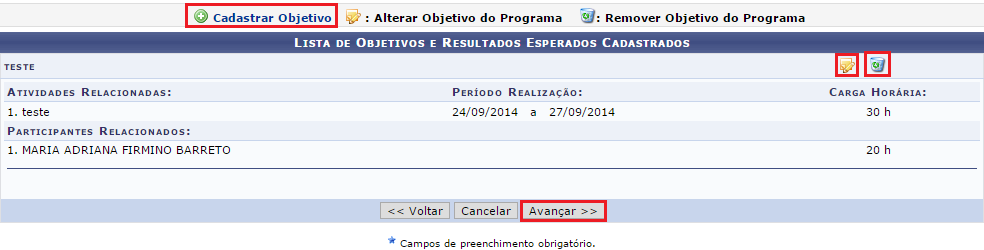 Cadastrar Objetivo : Alterar Objetivo do Programa : Remover Objetivo do Programa
Lista de Objetivos e Resultados Esperados Cadastrados
TESTE
Atividades Relacionadas: Período Realização: Carga Horária:
1. teste 24/09/2014 a 27/09/2014 30 h
Participantes Relacionados:
1. MARIA ADRIANA FIRMINO BARRETO 20 h
<< Voltar Cancelar Avançar >>
Campos de preenchimento obrigatório.